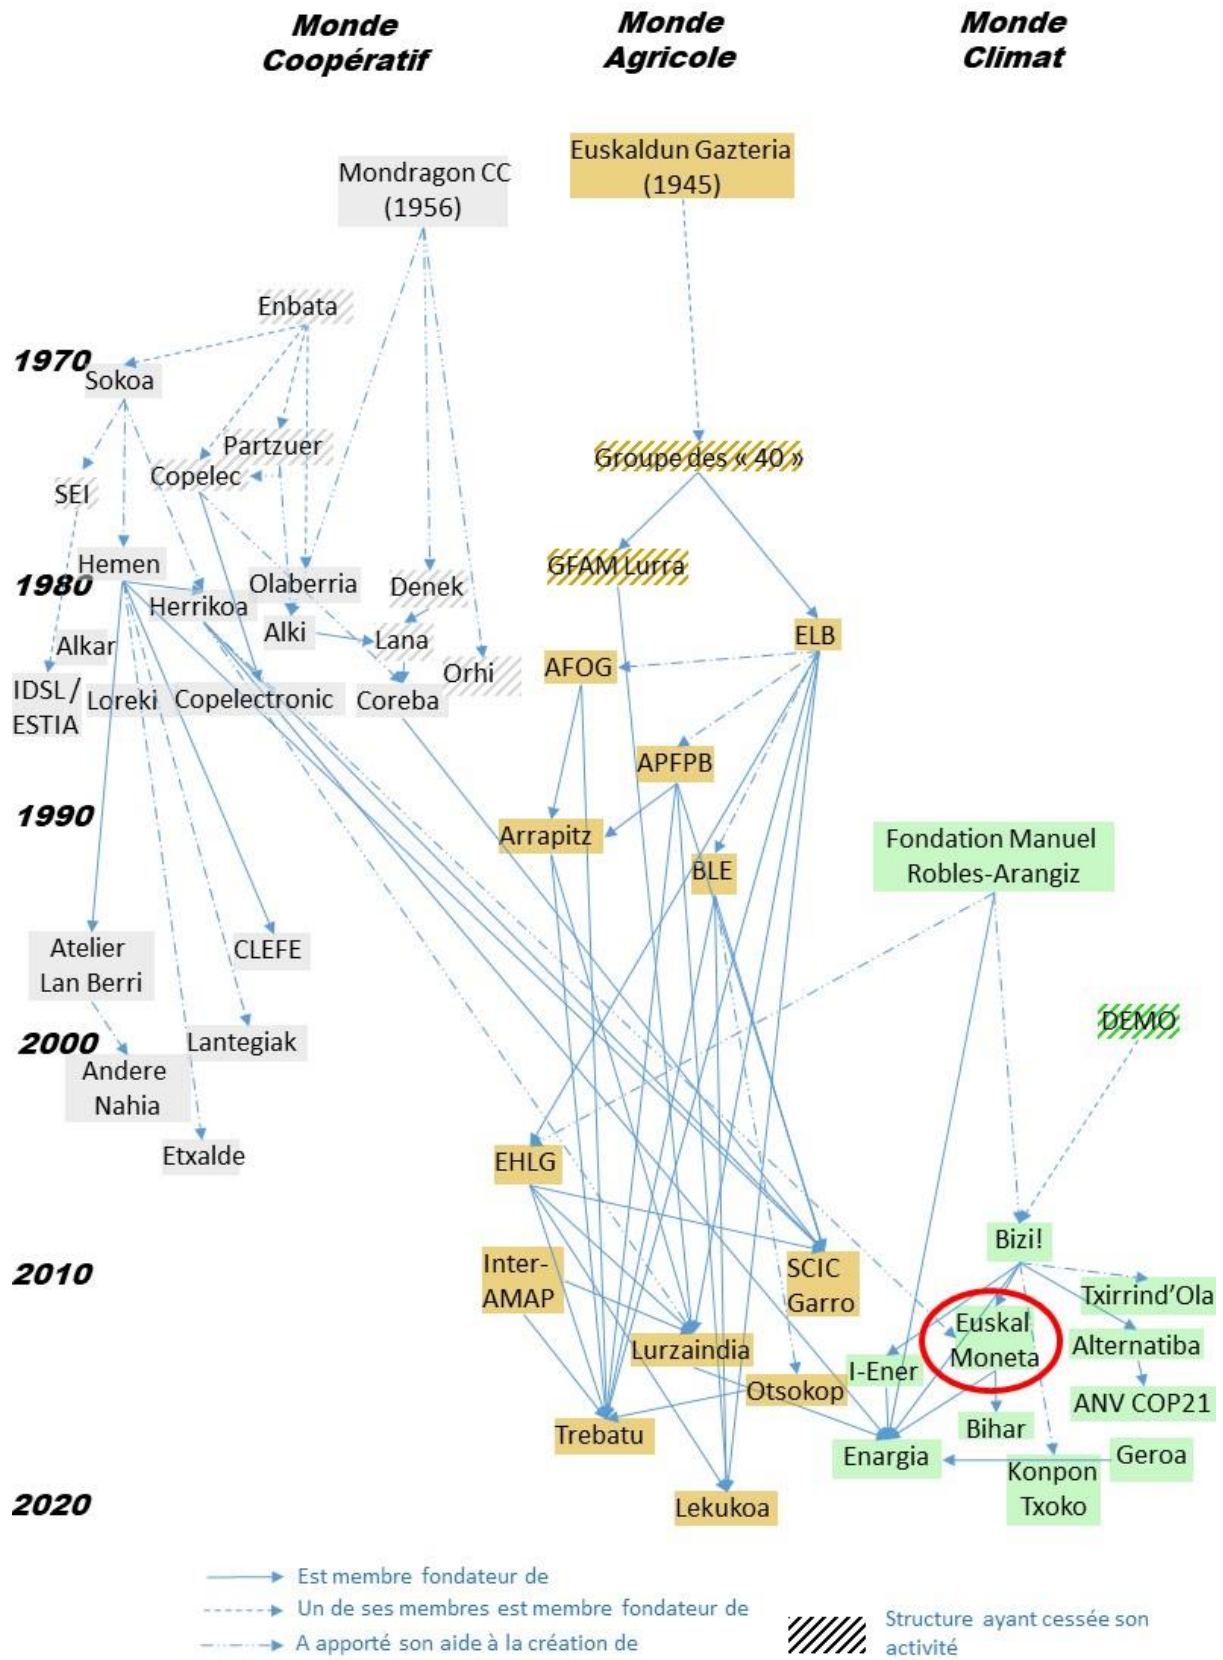 Monde
Coopératif
Monde
Agricole
Monde
Climat
Euskaldun Gazteria
(1945)
Mondragon CC
(1956)
Enbata
1970
Sokoa
Partzuer
Copelec
Groupe des « 40 »
SEI
Hemen
GFAM Lurra
1980
Olaberria
Denek
Herrikoa
Alki
Lana
ELB
Alkar
AFOG
Orhi
IDSL/
ESTIA
Loreki
Copelectronic
Coreba
APFPB
1990
Arrapitz
Fondation Manuel
Robles-Arangiz
BLE
Atelier
Lan Berri
CLEFE
DEMO
2000
Lantegiak
Andere
Nahia
Etxalde
EHLG
Bizi!
2010
Inter-
AMAP
SCIC
Garro
Txirrind'Ola
Euskal
Moneta
Lurzaindia
Alternatiba
I-Ener
Otsokop
ANV COP21
Trebatu
Bihar
Enargia
Geroa
Konpon
Txoko
2020
Lekukoa
Est membre fondateur de
Un de ses membres est membre fondateur de
A apporté son aide à la création de
Structure ayant cessée son
activité